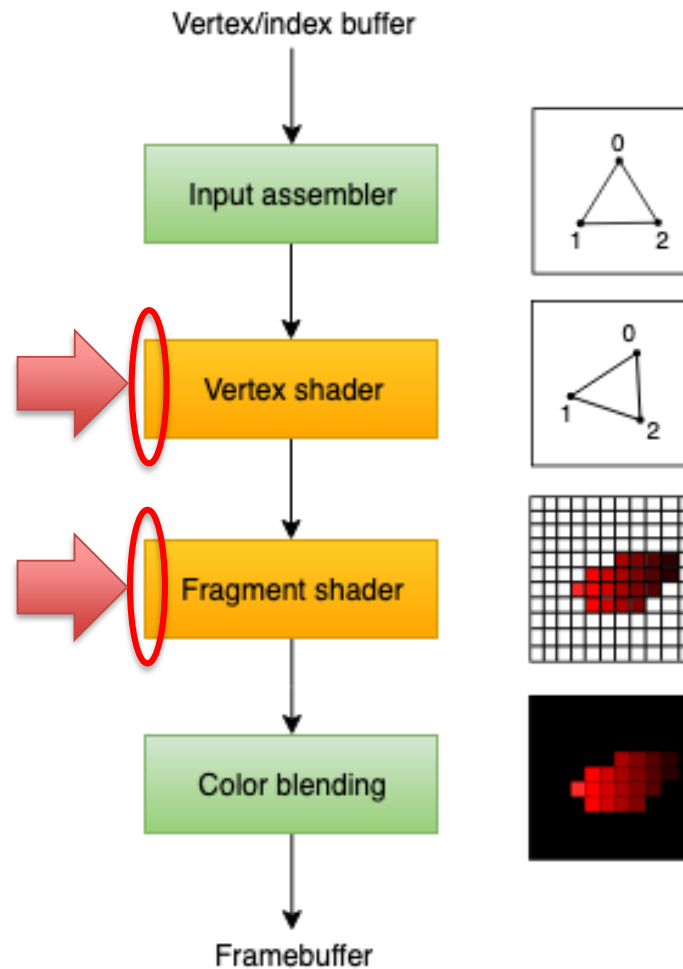 Vertex/index buffer
Input assembler
0
1
2
Vertex shader
0
1
2
Fragment shader
Color blending
Framebuffer